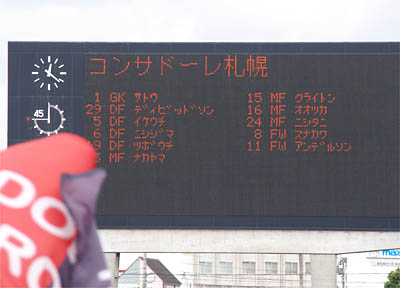 コンサドーレ札幌
1 GK サトウ
29 DF ディビッドソン
5 DF イケウチ
6 DF ニシジマ
19 DF ツボウチ
MF ナカヤマ
15 MF クライトン
16 MF オオツカ
24 MF ニシタニ
8 FW スナカワ
11 FW アンデルソン
45
DO
RO